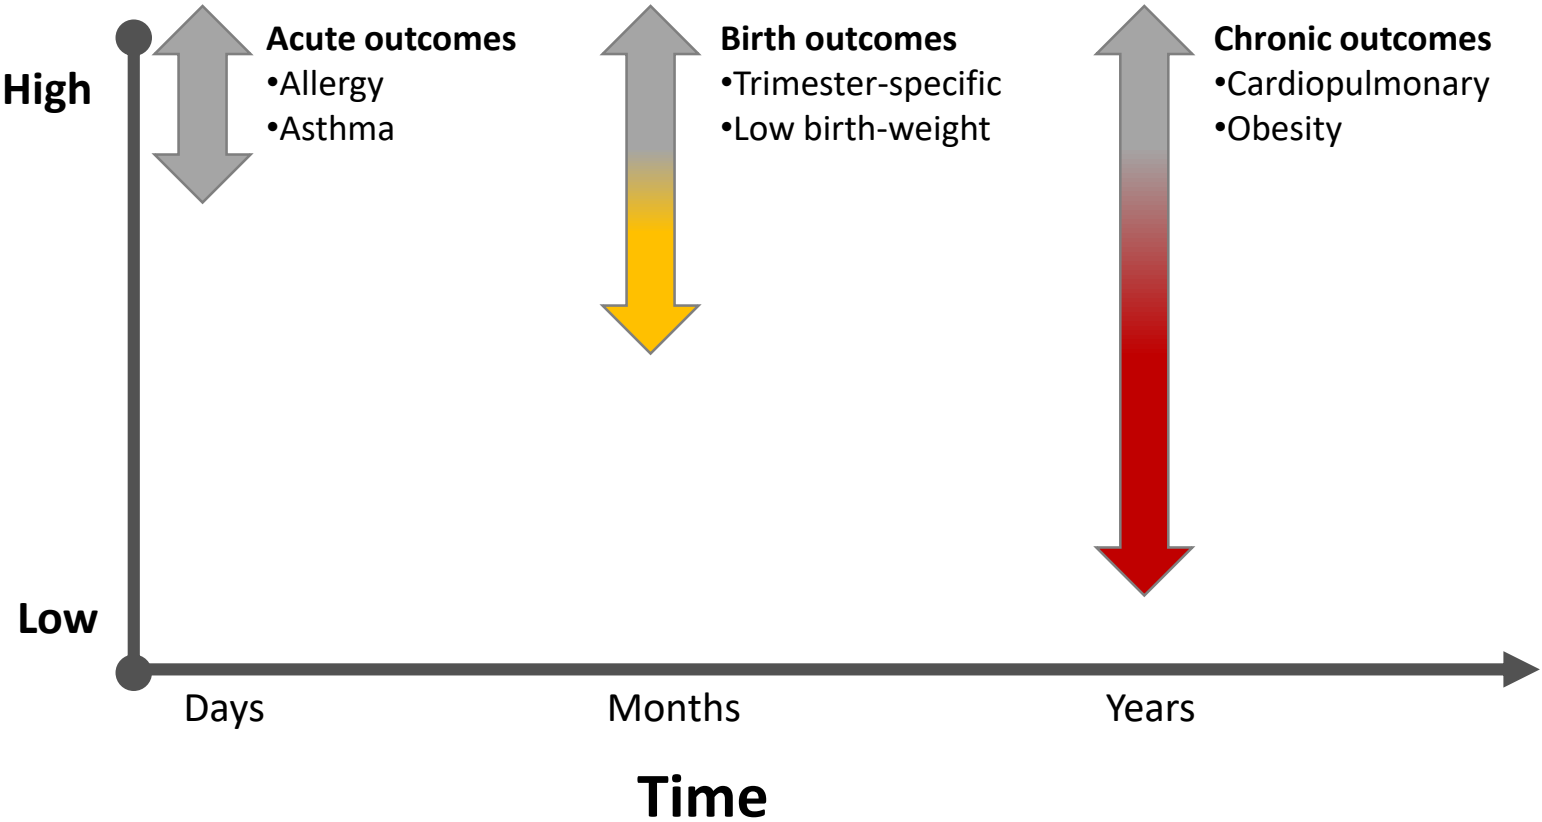 High
Acute outcomes
•Allergy
•Asthma
Birth outcomes
•Trimester-specific
•Low birth-weight
Chronic outcomes
•Cardiopulmonary
•Obesity
Low
Days
Months
Years
Time